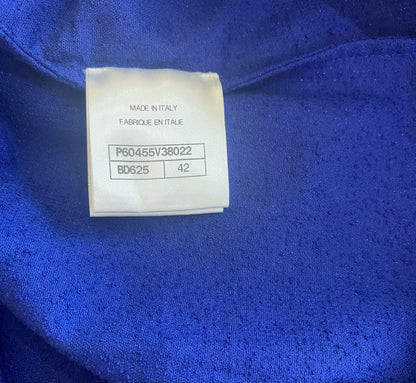 MADE IN ITALY
FABRIQUE EN ITALIE
P60455V38022
BD625 42